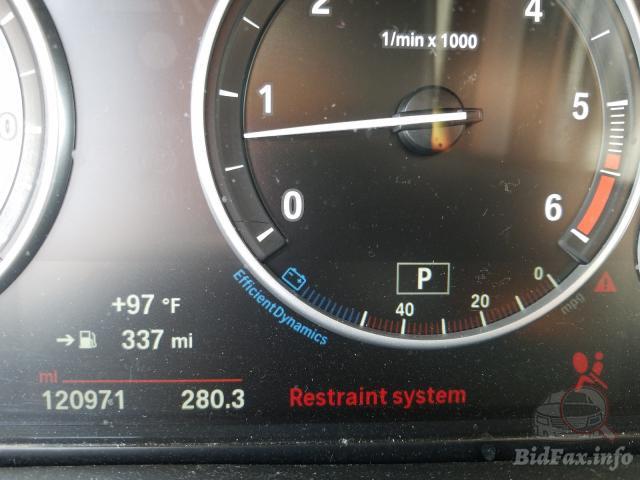 2
4
1/min x 1000
1
5
0
6
P
0
20
40
mpg
EfficientDynamics
+97 °F
337 mi
mi
120971 280.3
Restraint system
BidFax.info